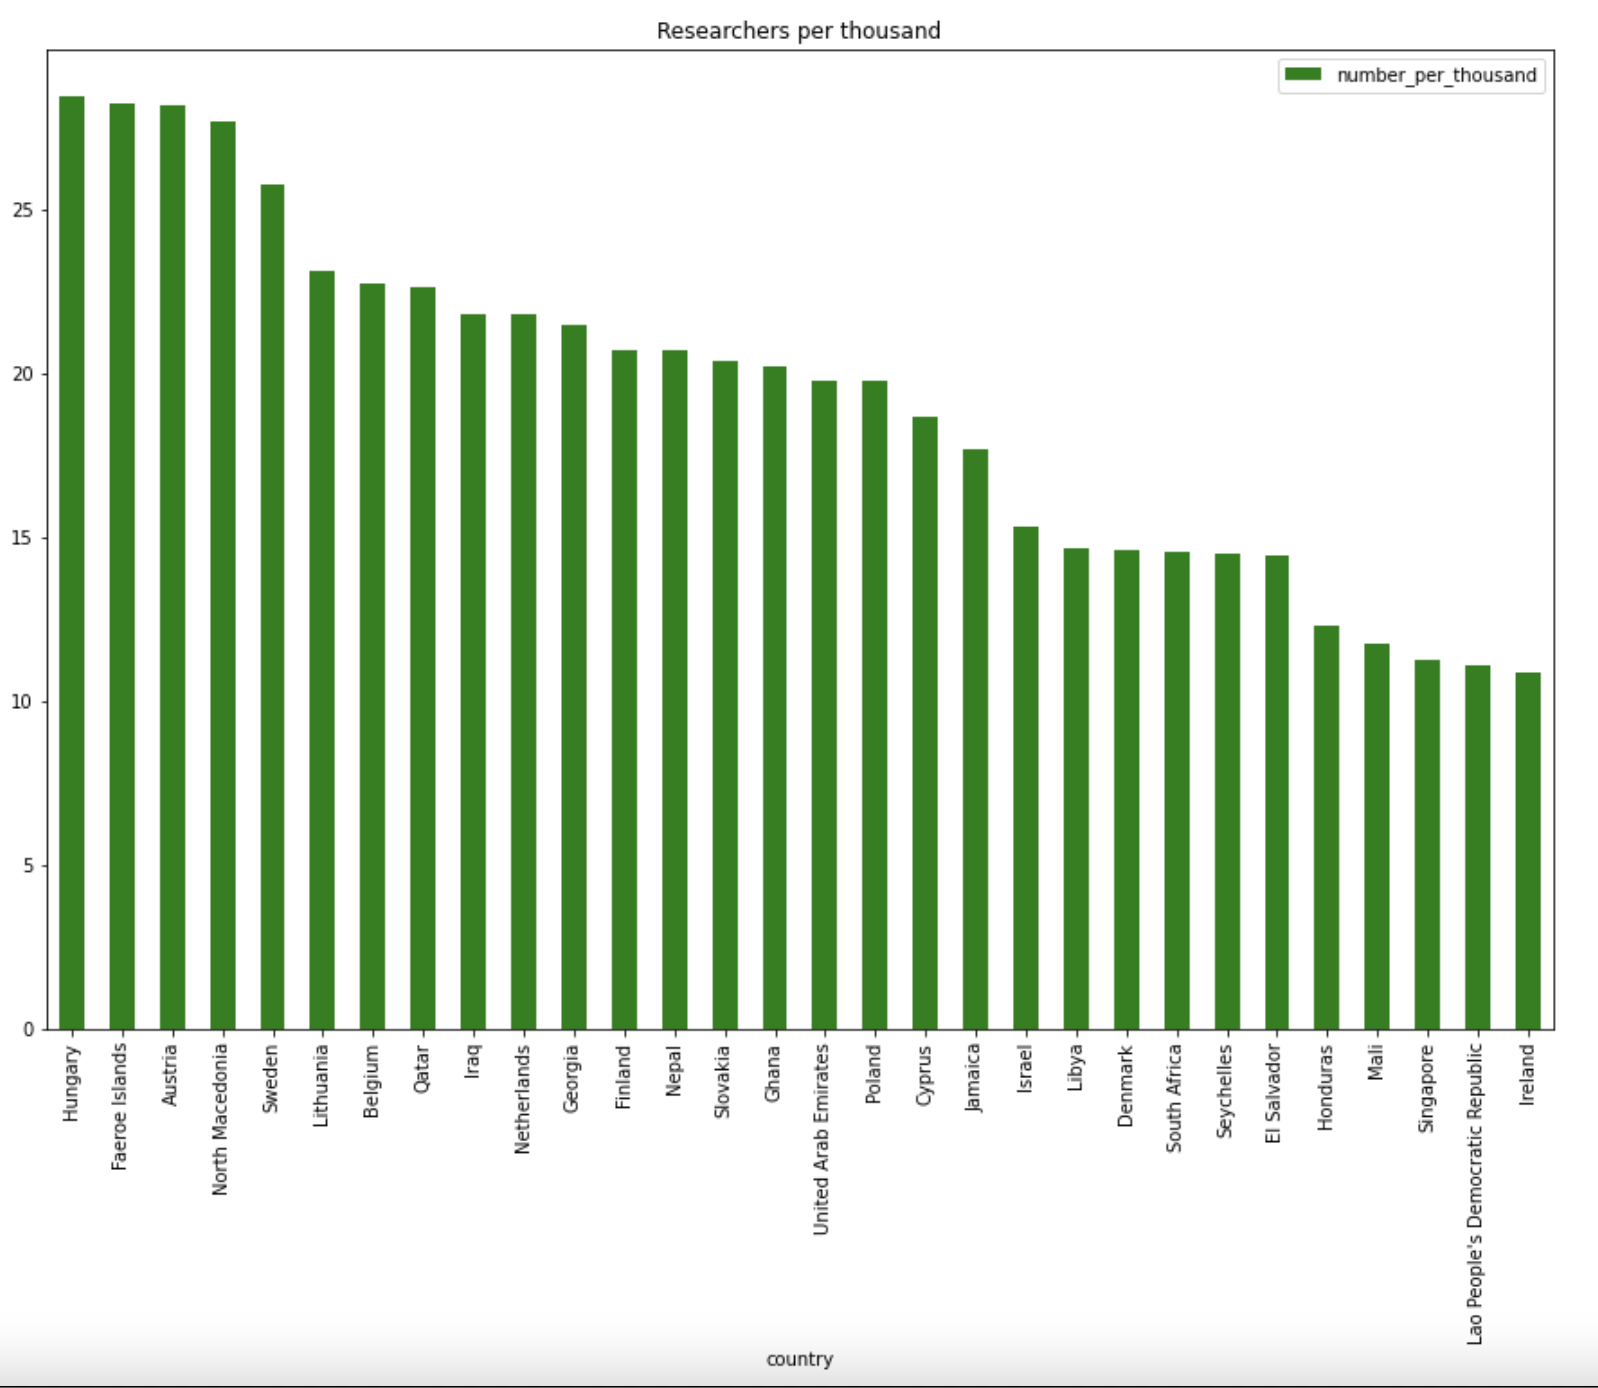 Researchers per thousand
number_per_thousand
25
20
15
10
5
0
Hungary
Faeroe Islands
Austria
North Macedonia
Sweden
Lithuania
Belgium
Qatar
Iraq
Netherlands
Georgia
Finland
Nepal
Slovakia
Ghana
United Arab Emirates
Poland
Cyprus
Jamaica
Israel
Libya
Denmark
South Africa
Seychelles
El Salvador
Honduras
Mali
Singapore
Lao People's Democratic Republic
Ireland
country